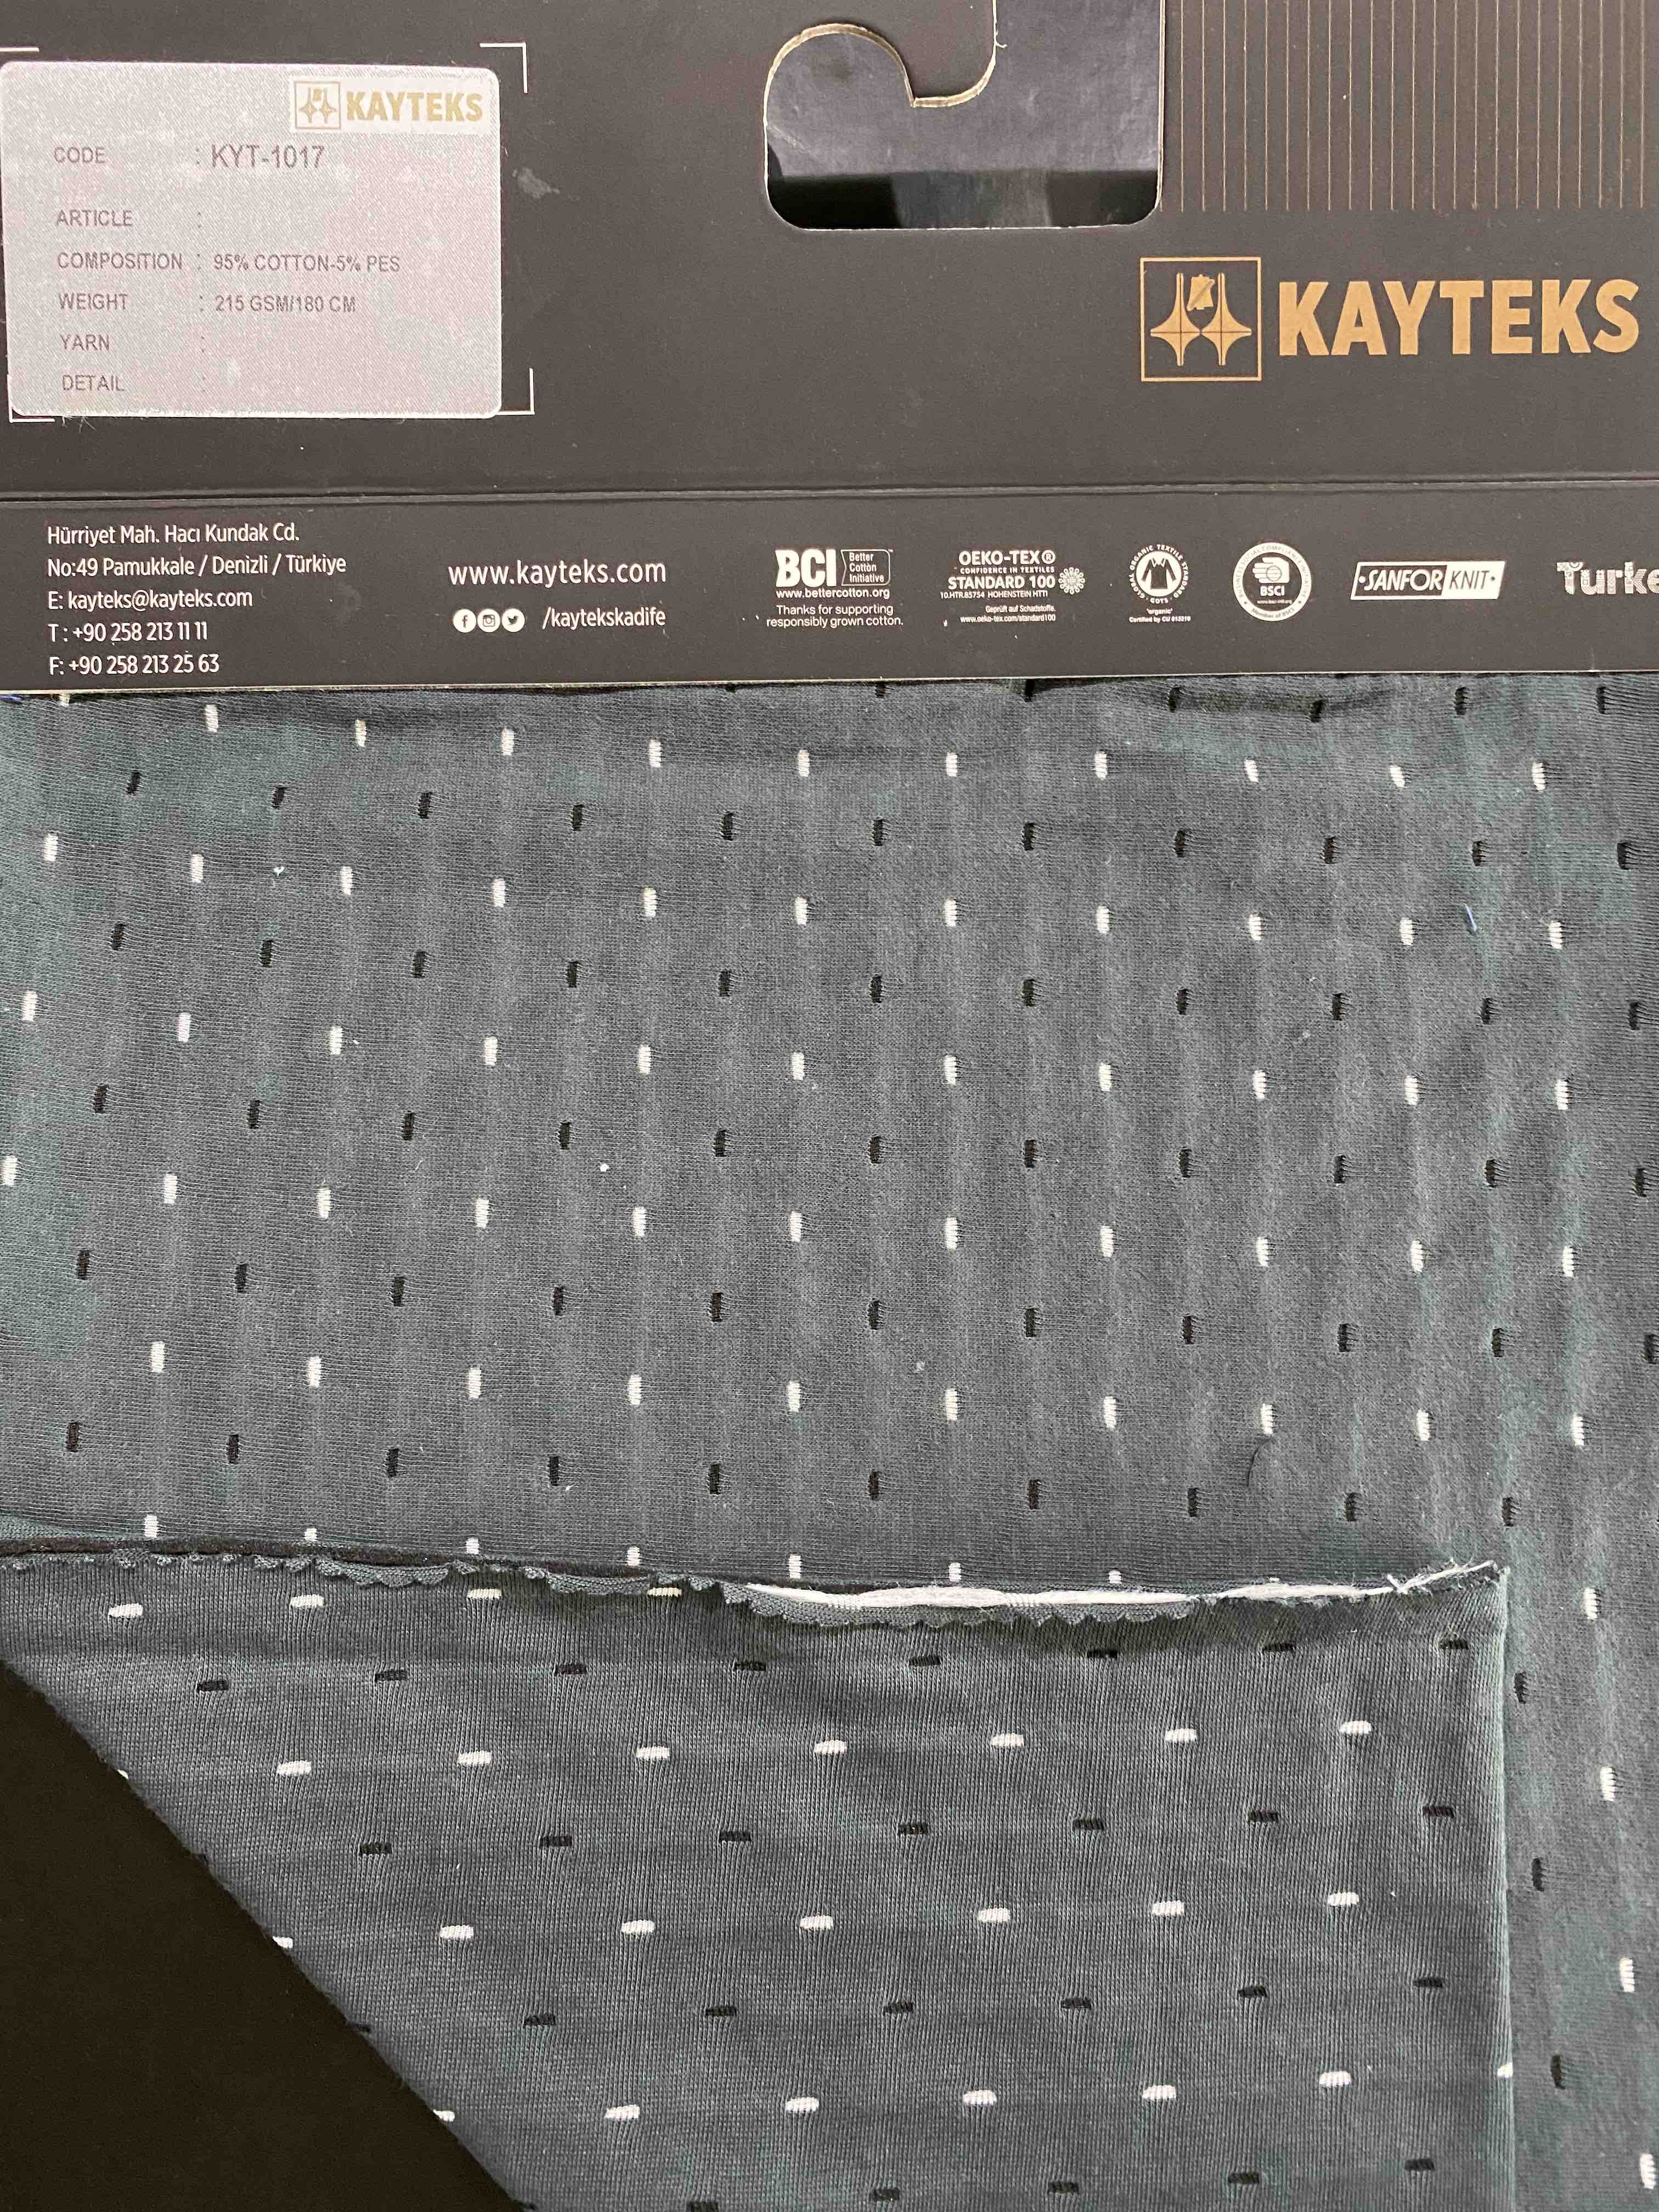 KAYTEKS
CODE : KYT-1017
ARTICLE :
COMPOSITION : 95% COTTON-5% PES
WEIGHT : 215 GSM/180 CM
YARN :
DETAIL :
KAYTEKS
Hürriyet Mah. Hacı Kundak Cd.
No:49 Pamukkale / Denizli / Türkiye
E: kayteks@kayteks.com
T : +90 258 213 11 11
F: +90 258 213 25 63
www.kayteks.com
/kaytekskadife
BCI
Better
Cotton
Initiative
www.bettercotton.org
Thanks for supporting
responsibly grown cotton.
OEKO-TEX®
CONFIDENCE IN TEXTILES
STANDARD 100
10.HTR.85754 HOHENSTEIN HTTI
Geprüft auf Schadstoffe.
www.oeko-tex.com/standard100
GLOBAL ORGANIC TEXTILE STANDARD
GOTS
"organic"
Certified by CU 812219
BSCI
SANFOR KNIT
Turke